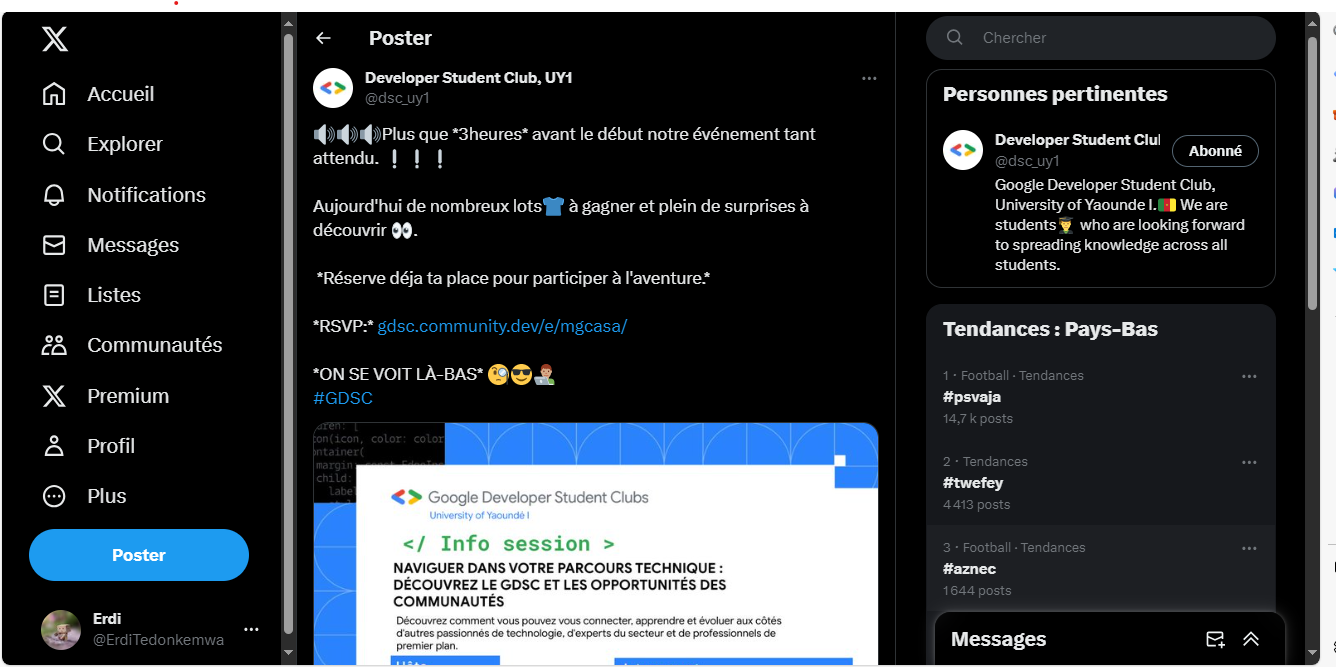 Accueil
Explorer
Notifications
Messages
Listes
Communautés
Premium
Profil
Plus
Poster
Erdi
@ErdiTedonkemwa
Poster
Developer Student Club, UY1
@dsc_uy1
🔊🔊🔊Plus que *3heures* avant le début notre événement tant
attendu. ❕ ❕ ❕
Aujourd'hui de nombreux lots👕 à gagner et plein de surprises à
découvrir 👀.
*Réserve déja ta place pour participer à l'aventure.*
*RSVP:* gdsc.community.dev/e/mgcasa/
*ON SE VOIT LÀ-BAS* 🧐😎👨🏽‍💻
#GDSC
(icon, color: color
margin:
child:
Google Developer Student Clubs
University of Yaoundé I
</ Info session >
NAVIGUER DANS VOTRE PARCOURS TECHNIQUE :
DÉCOUVREZ LE GDSC ET LES OPPORTUNITÉS DES
COMMUNAUTÉS
Découvrez comment vous pouvez vous connecter, apprendre et évoluer aux côtés
d'autres passionnés de technologie, d'experts du secteur et de professionnels de
premier plan.
Chercher
Personnes pertinentes
Developer Student Clu
@dsc_uy1
Abonné
Google Developer Student Club,
University of Yaounde I.🇨🇲 We are
students👨‍🎓 who are looking forward
to spreading knowledge across all
students.
Tendances : Pays-Bas
1 · Football · Tendances
#psvaja
14,7 k posts
2 · Tendances
#twefey
4 413 posts
3 · Football · Tendances
#aznec
1 644 posts
Messages